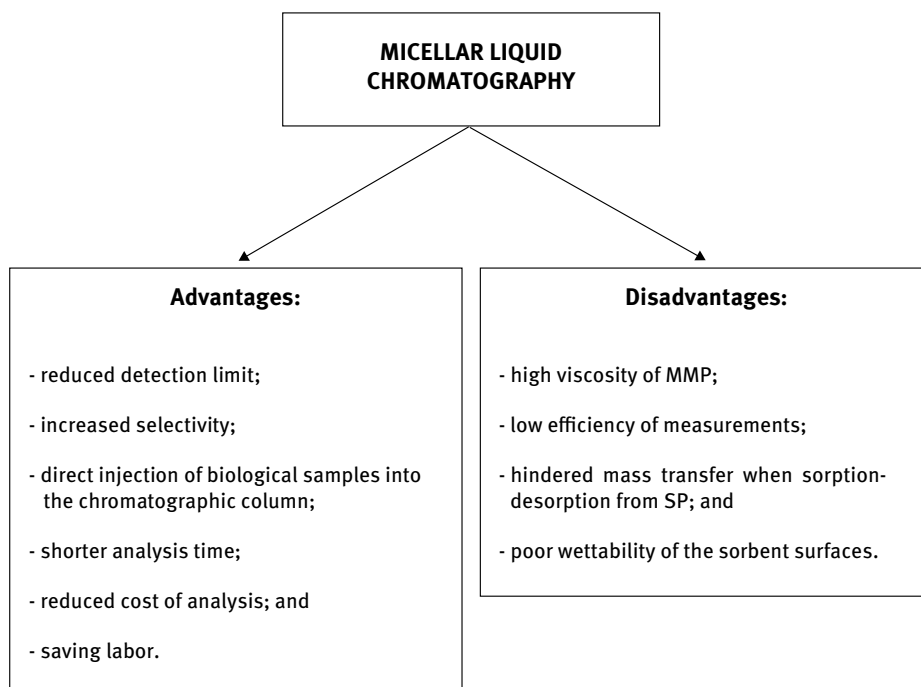 MICELLAR LIQUID
CHROMATOGRAPHY
Advantages:
- reduced detection limit;
- increased selectivity;
- direct injection of biological samples into
the chromatographic column;
- shorter analysis time;
- reduced cost of analysis; and
- saving labor.
Disadvantages:
- high viscosity of MMP;
- low efficiency of measurements;
- hindered mass transfer when sorption-
desorption from SP; and
- poor wettability of the sorbent surfaces.